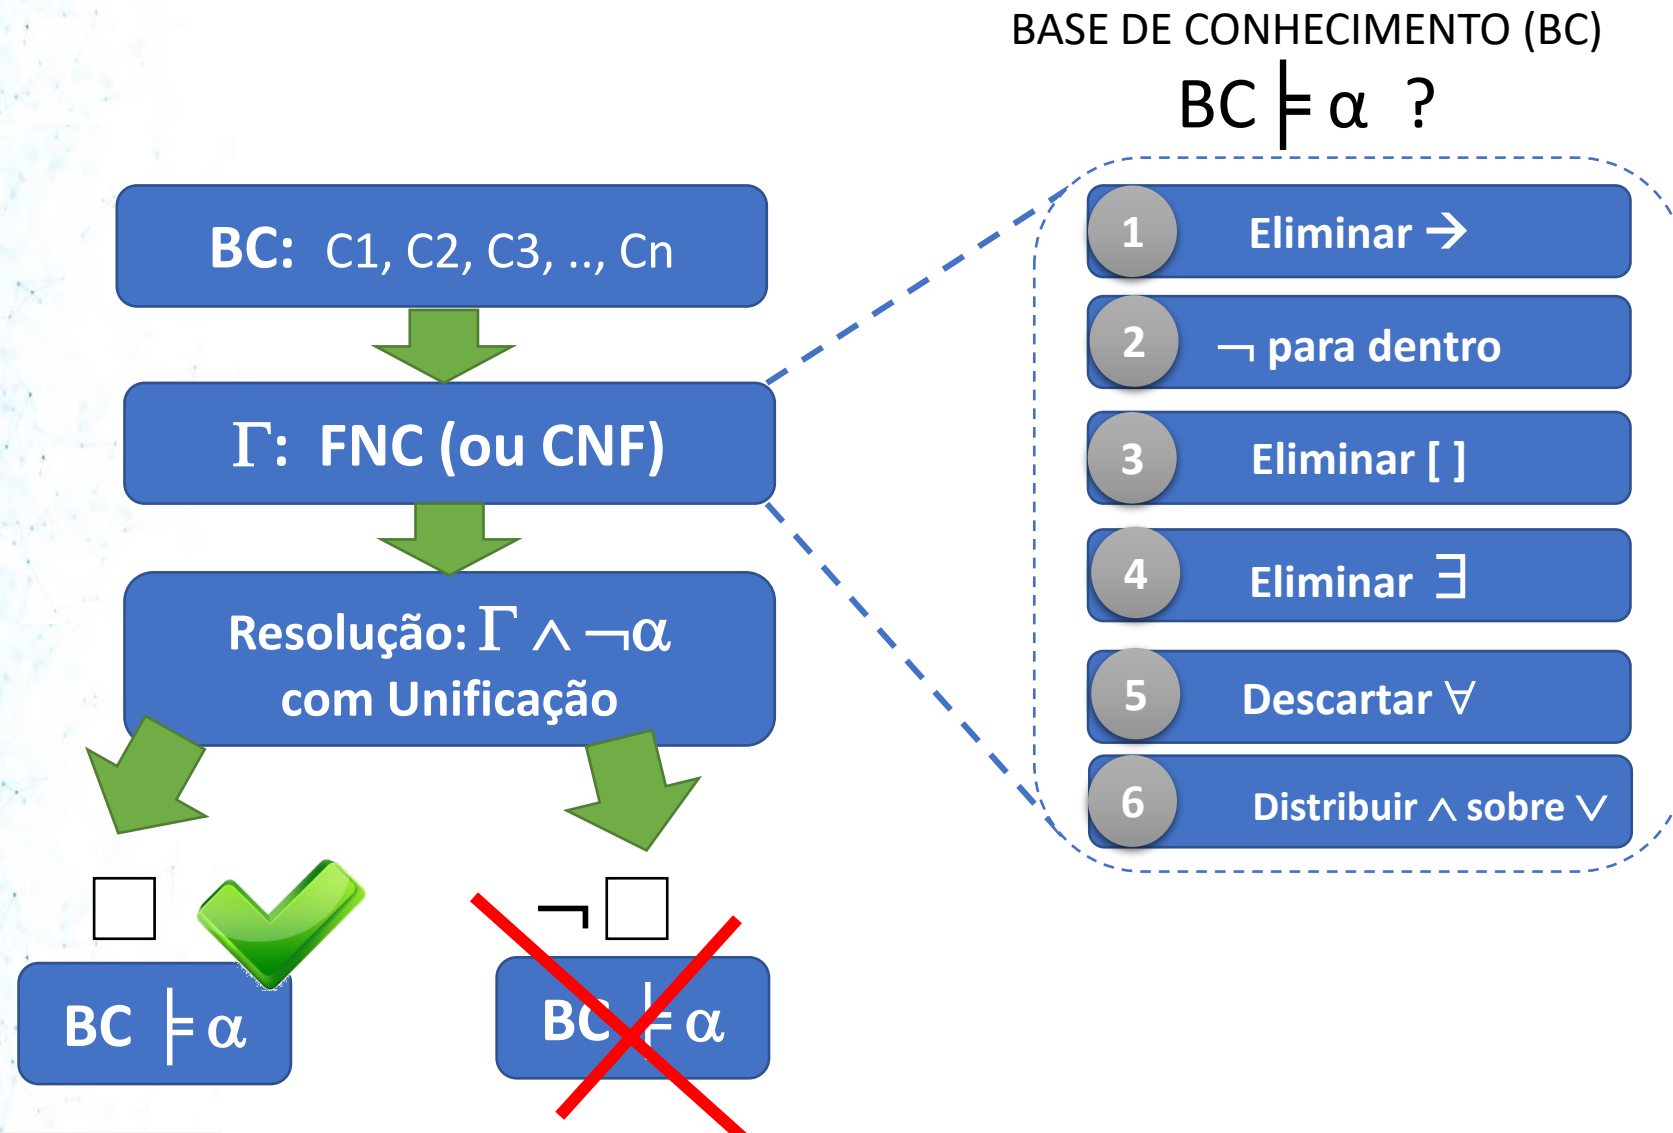 BASE DE CONHECIMENTO (BC)
BC ⊨ α ?
BC: C1, C2, C3, .., Cn
Γ: FNC (ou CNF)
Resolução: Γ ∧ ¬α
com Unificação
¬
BC ⊨ α
BC ⊨ α
1 Eliminar →
2 ¬ para dentro
3 Eliminar [ ]
4 Eliminar ∃
5 Descartar ∀
6 Distribuir ∧ sobre ∨